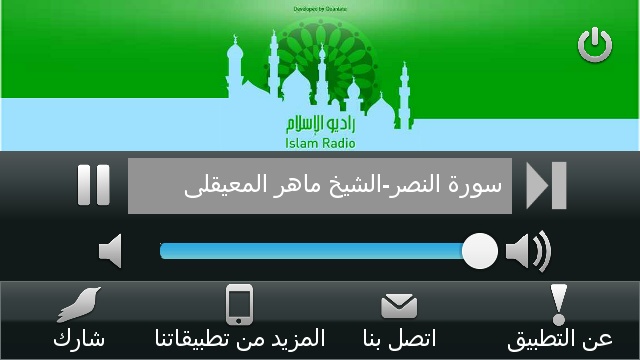 Developed by Quanteec
راديو الإسلام
Islam Radio
سورة النصر-الشيخ ماهر المعيقلى
عن التطبيق
اتصل بنا
المزيد من تطبيقاتنا
شارك